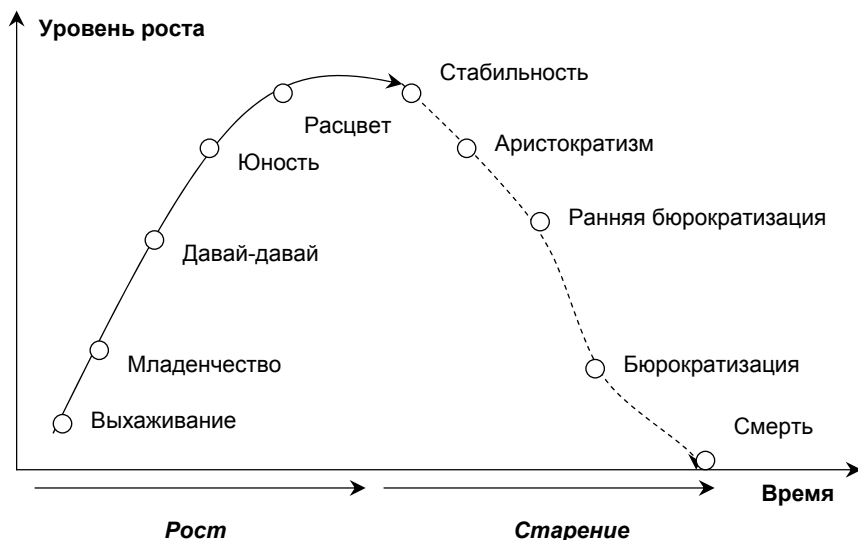 Уровень роста
Стабильность
Расцвет
Аристократизм
Юность
Ранняя бюрократизация
Давай-давай
Младенчество
Бюрократизация
Выхаживание
Смерть
Время
Рост
Старение